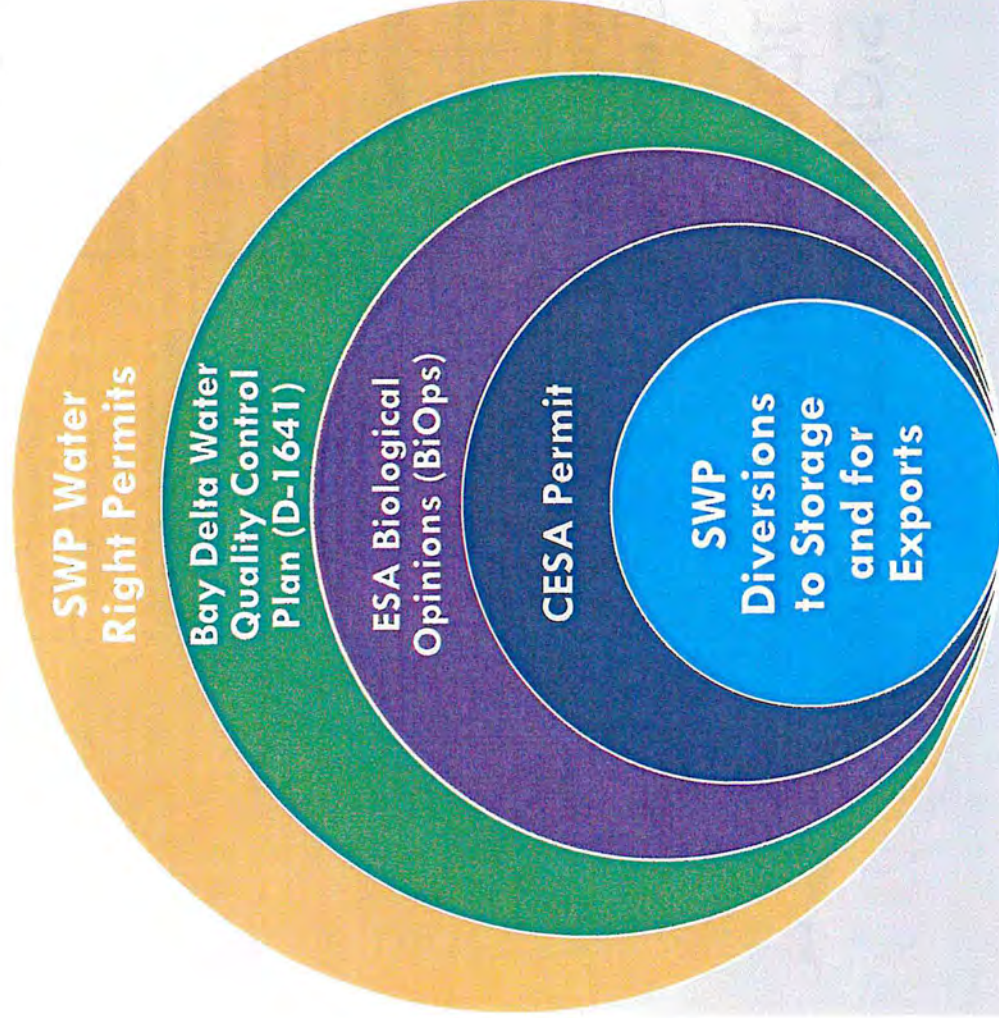 SWP Water
Right Permits
Bay Delta Water
Quality Control
Plan (D-1641)
ESA Biological
Opinions (BiOps)
CESA Permit
SWP
Diversions
to Storage
and for
Exports